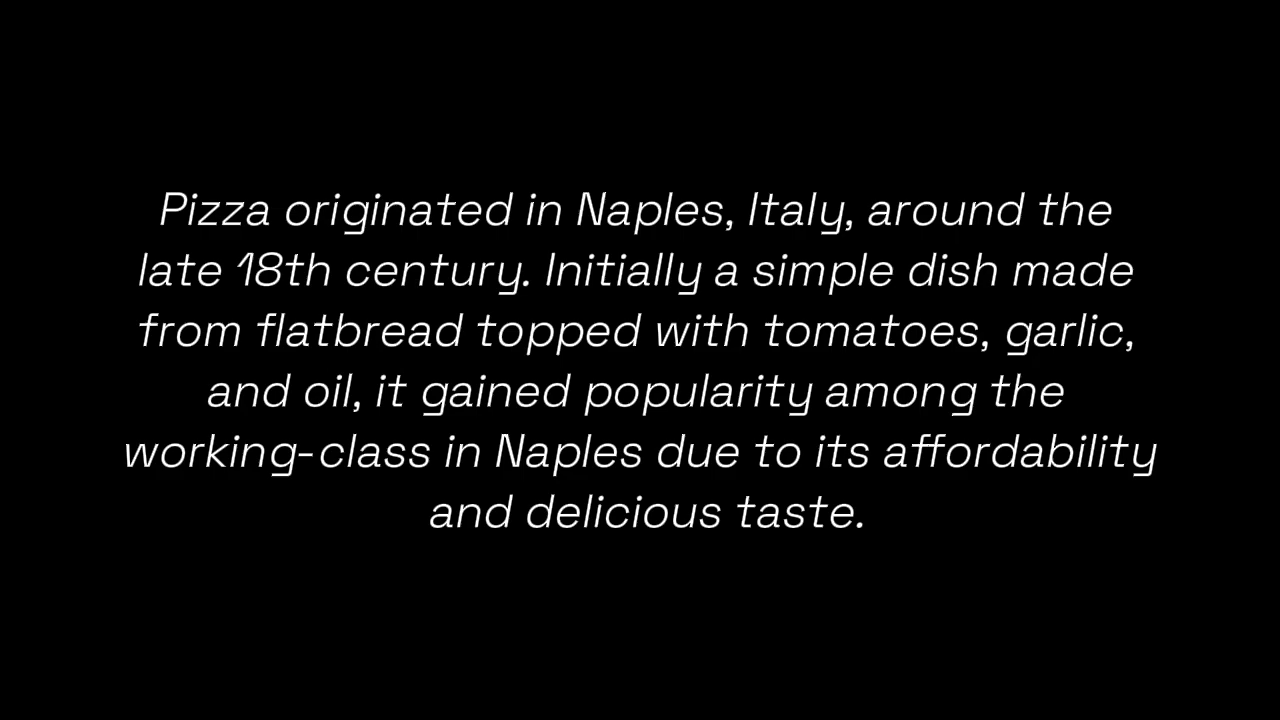 Pizza originated in Naples, Italy, around the
late 18th century. Initially a simple dish made
from flatbread topped with tomatoes, garlic,
and oil, it gained popularity among the
working-class in Naples due to its affordability
and delicious taste.